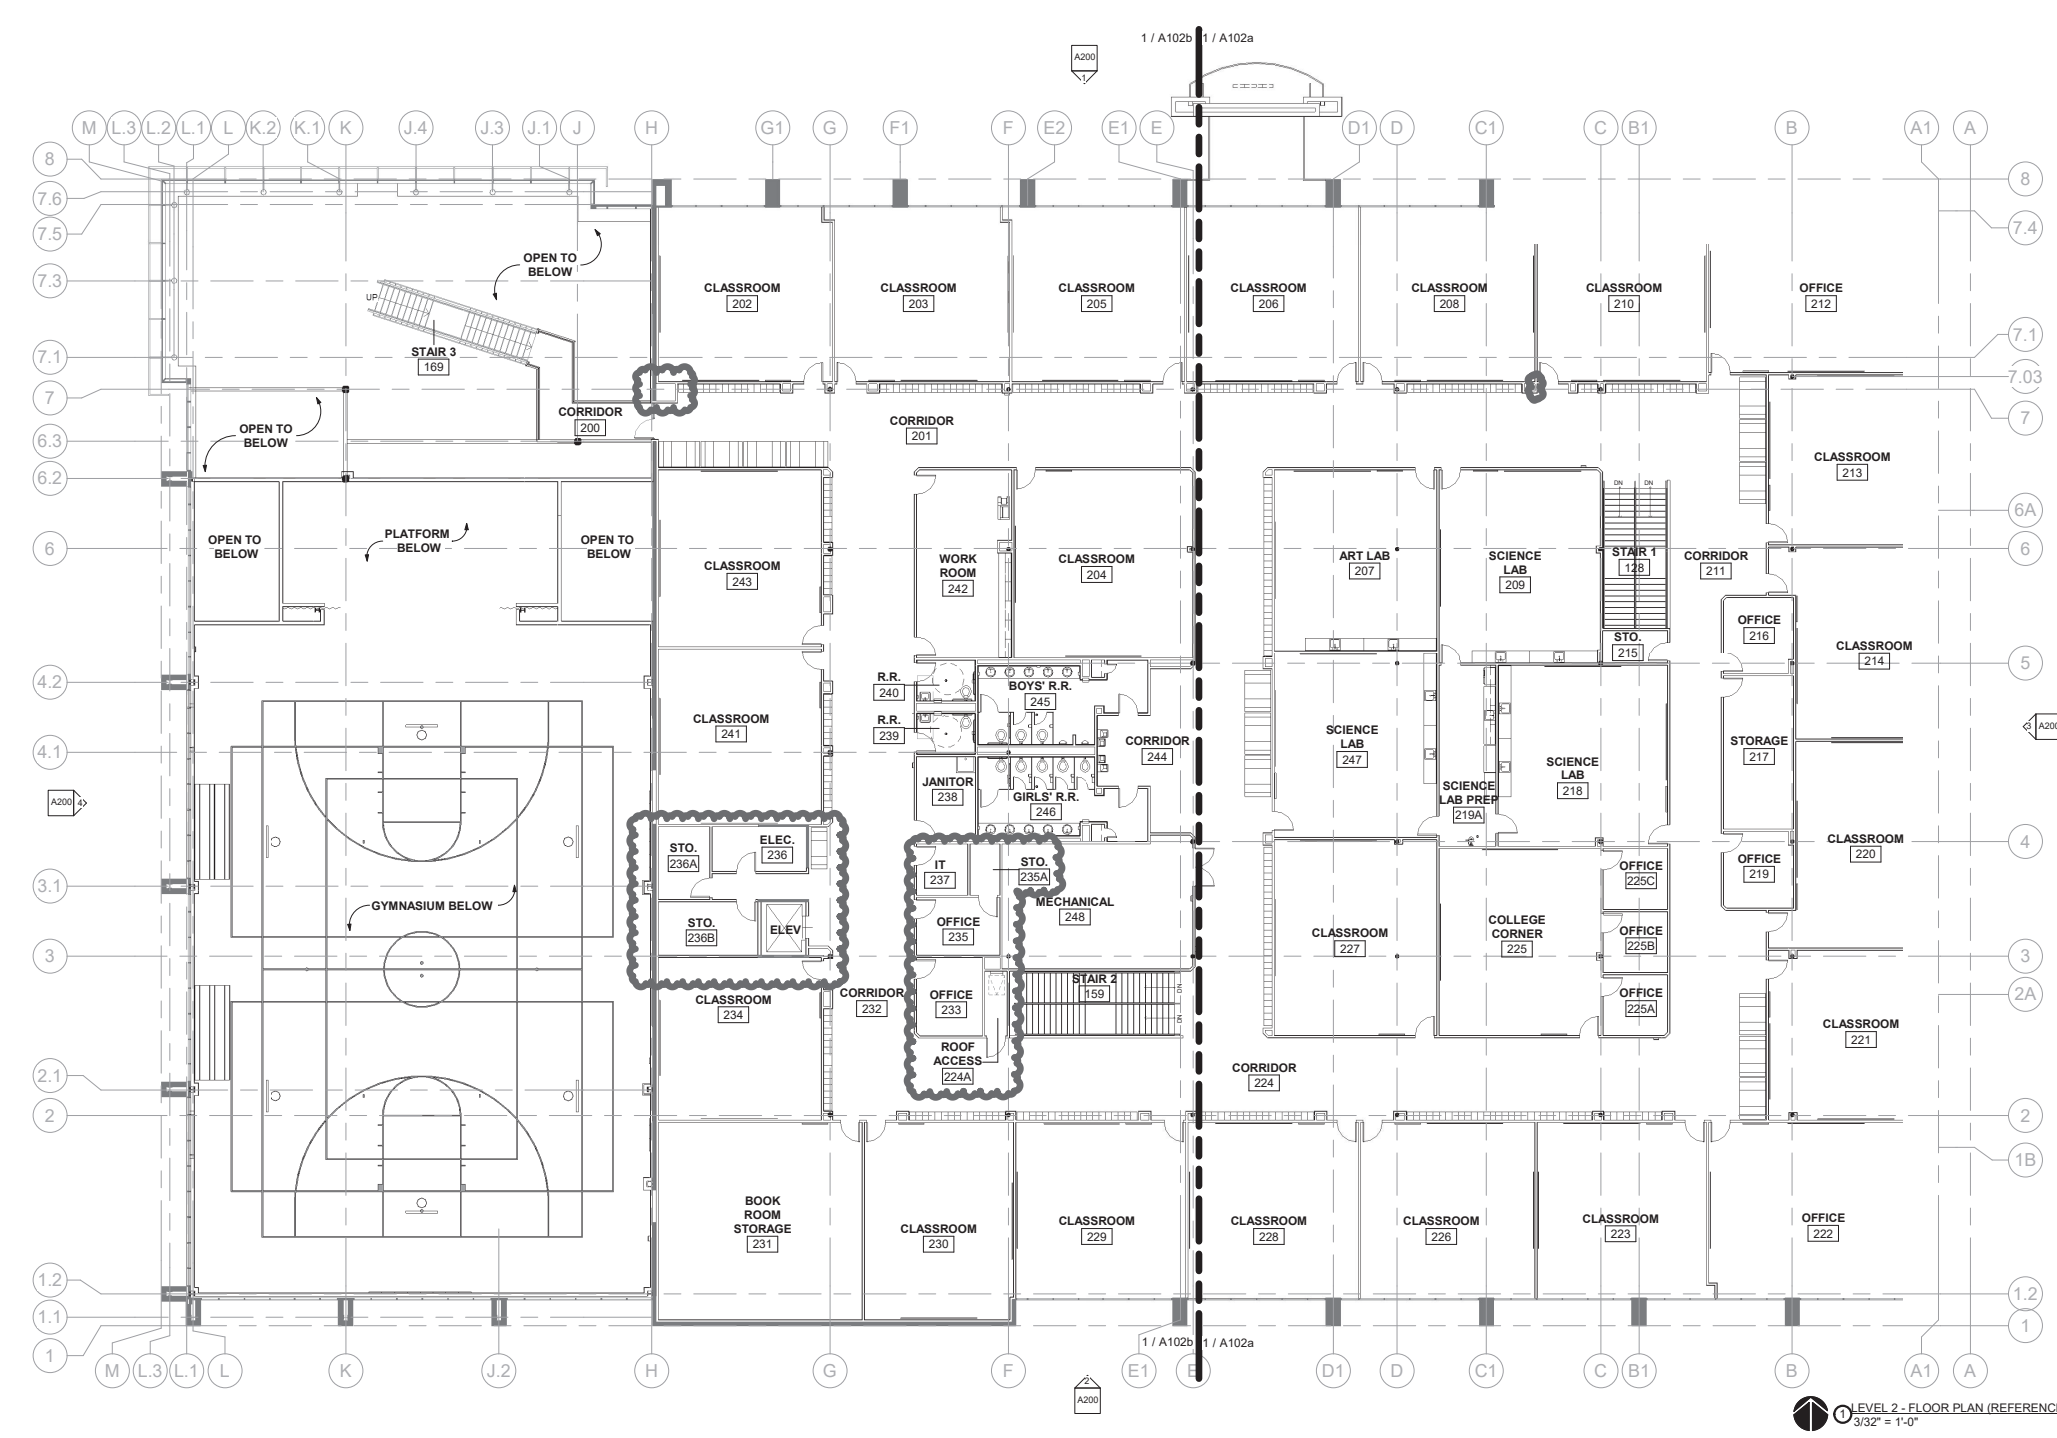 1 / A102b
1 / A102a
A200
1
M
L.3
L.2
L.1
L
K.2
K.1
K
J.4
J.3
J.1
J
H
G1
G
F1
F
E2
E1
E
D1
D
C1
C
B1
B
A1
A
8
7.6
7.5
7.3
7.1
7
6.3
6.2
6
4.2
4.1
3.1
3
2.1
2
1.2
1.1
1
8
7.4
7.1
7.03
7
6A
6
5
4
3
2A
2
1B
1.2
1
OPEN TO
BELOW
UP
STAIR 3
169
CORRIDOR
200
OPEN TO
BELOW
OPEN TO
BELOW
PLATFORM
BELOW
OPEN TO
BELOW
GYMNASIUM BELOW
A200
4
CLASSROOM
202
CLASSROOM
203
CLASSROOM
205
CLASSROOM
206
CLASSROOM
208
CLASSROOM
210
OFFICE
212
CORRIDOR
201
CLASSROOM
213
CLASSROOM
243
WORK
ROOM
242
CLASSROOM
204
ART LAB
207
SCIENCE
LAB
209
DN
DN
STAIR 1
128
CORRIDOR
211
STO.
215
OFFICE
216
CLASSROOM
214
R.R.
240
R.R.
239
BOYS' R.R.
245
CLASSROOM
241
CORRIDOR
244
SCIENCE
LAB
247
STORAGE
217
A200
3
JANITOR
238
GIRLS' R.R.
246
SCIENCE
LAB PREP
219A
SCIENCE
LAB
218
STO.
236A
ELEC.
236
IT
237
STO.
235A
OFFICE
225C
OFFICE
219
CLASSROOM
220
MECHANICAL
248
STO.
236B
ELEV
OFFICE
235
CLASSROOM
227
COLLEGE
CORNER
225
OFFICE
225B
CLASSROOM
234
CORRIDOR
232
OFFICE
233
STAIR 2
159
DN
DN
OFFICE
225A
CLASSROOM
221
ROOF
ACCESS
224A
CORRIDOR
224
BOOK
ROOM
STORAGE
231
CLASSROOM
230
CLASSROOM
229
CLASSROOM
228
CLASSROOM
226
CLASSROOM
223
OFFICE
222
1 / A102b
1 / A102a
M
L.3
L.1
L
K
J.2
H
G
F
E1
E
D1
D
C1
C
B1
B
A1
A
2
A200
1
LEVEL 2 - FLOOR PLAN (REFERENC
3/32" = 1'-0"